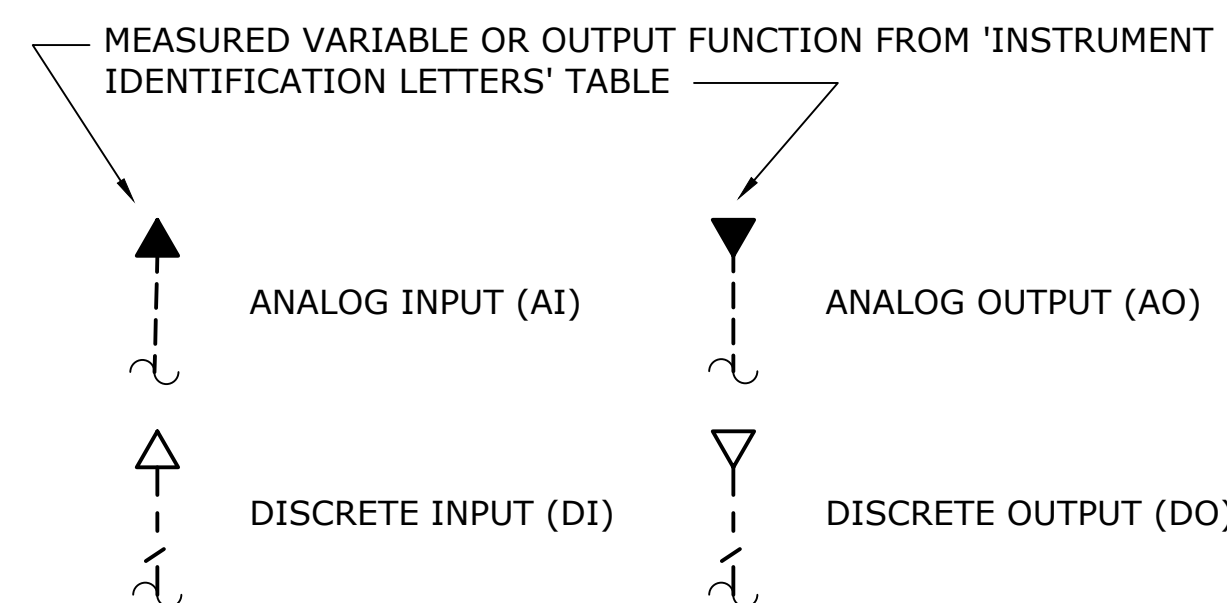 MEASURED VARIABLE OR OUTPUT FUNCTION FROM 'INSTRUMENT
IDENTIFICATION LETTERS' TABLE
ANALOG INPUT (AI)
ANALOG OUTPUT (AO)
DISCRETE INPUT (DI)
DISCRETE OUTPUT (DO)